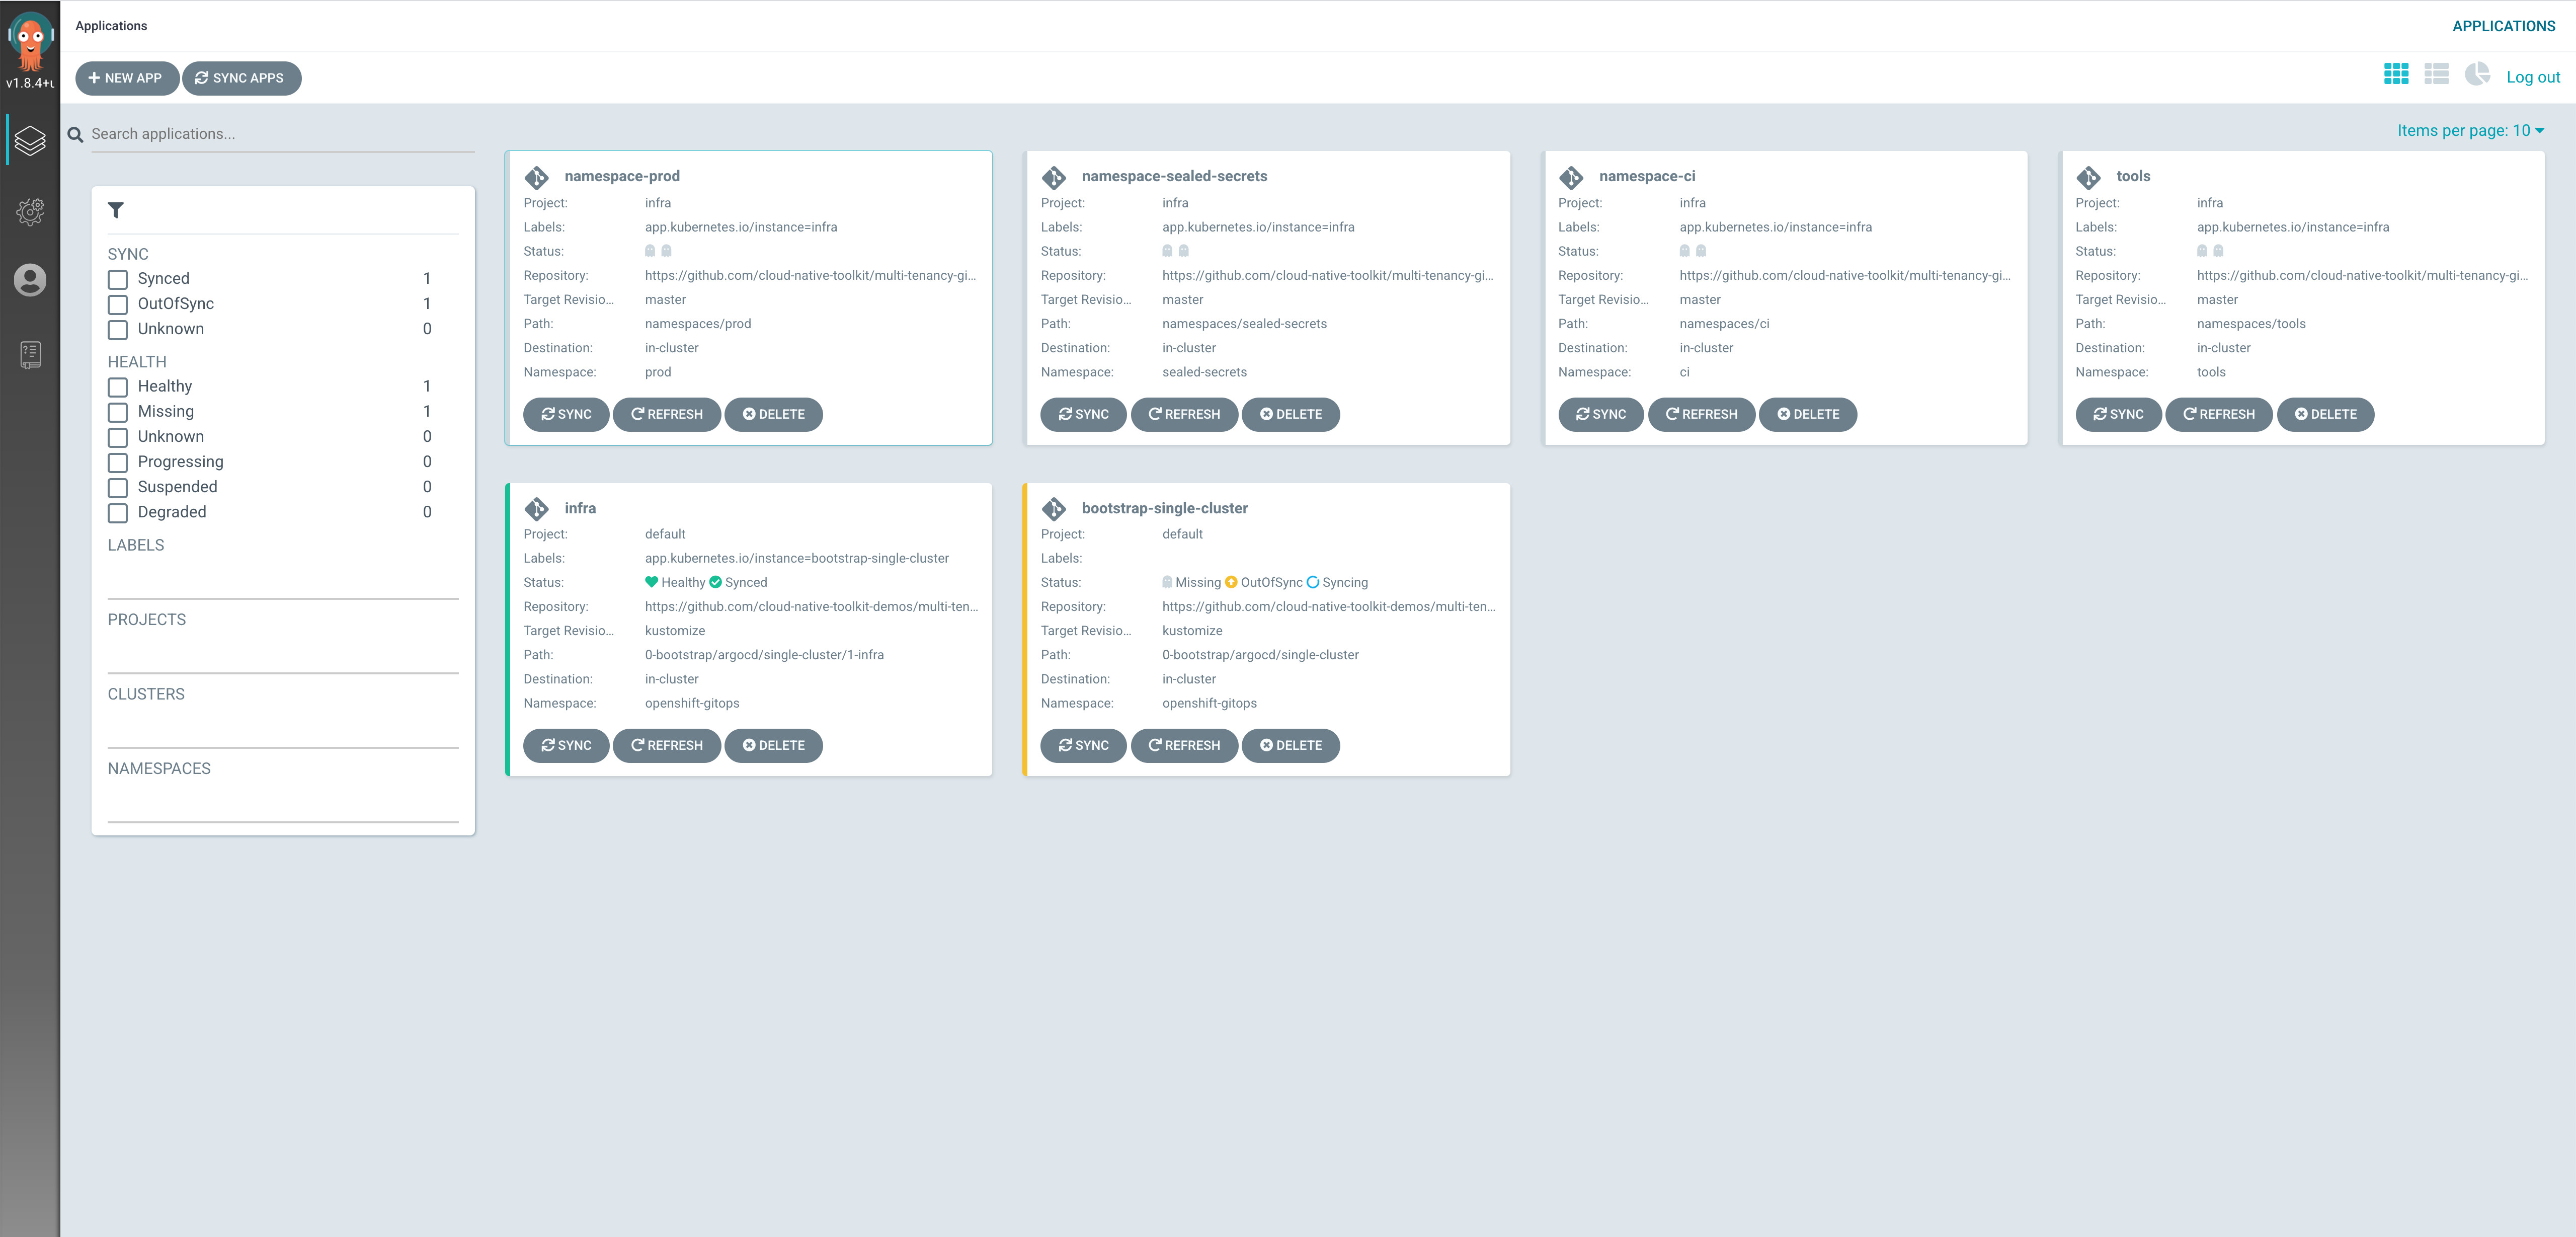 Applications
APPLICATIONS
v1.8.4+
NEW APP
SYNC APPS
Log out
Search applications...
Items per page: 10
SYNC
Synced 1
OutOfSync 1
Unknown 0
HEALTH
Healthy 1
Missing 1
Unknown 0
Progressing 0
Suspended 0
Degraded 0
LABELS
PROJECTS
CLUSTERS
NAMESPACES
namespace-prod
Project: infra
Labels: app.kubernetes.io/instance=infra
Status:
Repository: https://github.com/cloud-native-toolkit/multi-tenancy-gi...
Target Revisio... master
Path: namespaces/prod
Destination: in-cluster
Namespace: prod
SYNC REFRESH DELETE
namespace-sealed-secrets
Project: infra
Labels: app.kubernetes.io/instance=infra
Status:
Repository: https://github.com/cloud-native-toolkit/multi-tenancy-gi...
Target Revisio... master
Path: namespaces/sealed-secrets
Destination: in-cluster
Namespace: sealed-secrets
SYNC REFRESH DELETE
namespace-ci
Project: infra
Labels: app.kubernetes.io/instance=infra
Status:
Repository: https://github.com/cloud-native-toolkit/multi-tenancy-gi...
Target Revisio... master
Path: namespaces/ci
Destination: in-cluster
Namespace: ci
SYNC REFRESH DELETE
tools
Project: infra
Labels: app.kubernetes.io/instance=infra
Status:
Repository: https://github.com/cloud-native-toolkit/multi-tenancy-gi...
Target Revisio... master
Path: namespaces/tools
Destination: in-cluster
Namespace: tools
SYNC REFRESH DELETE
infra
Project: default
Labels: app.kubernetes.io/instance=bootstrap-single-cluster
Status: Healthy Synced
Repository: https://github.com/cloud-native-toolkit-demos/multi-ten...
Target Revisio... kustomize
Path: 0-bootstrap/argocd/single-cluster/1-infra
Destination: in-cluster
Namespace: openshift-gitops
SYNC REFRESH DELETE
bootstrap-single-cluster
Project: default
Labels:
Status: Missing OutOfSync Syncing
Repository: https://github.com/cloud-native-toolkit-demos/multi-ten...
Target Revisio... kustomize
Path: 0-bootstrap/argocd/single-cluster
Destination: in-cluster
Namespace: openshift-gitops
SYNC REFRESH DELETE